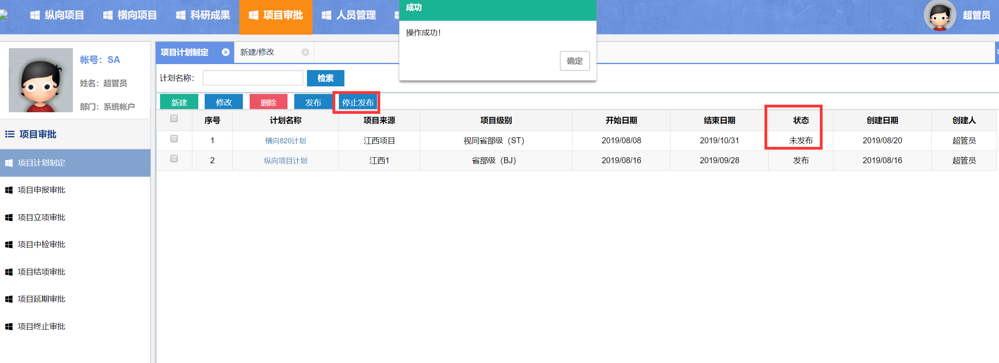 纵向项目 横向项目 科研成果 项目审批 人员管理 超管员
成功
操作成功!
确定
帐号：SA
姓名：超管员
部门：系统帐户
项目审批
项目计划制定
项目申报审批
项目立项审批
项目中检审批
项目结项审批
项目延期审批
项目终止审批
项目计划制定 新建/修改
计划名称： 检索
新建 修改 删除 发布 停止发布
序号 计划名称 项目来源 项目级别 开始日期 结束日期 状态 创建日期 创建人
1 横向820计划 江西项目 视同省部级（ST） 2019/08/08 2019/10/31 未发布 2019/08/20 超管员
2 纵向项目计划 江西1 省部级（BJ） 2019/08/16 2019/09/28 发布 2019/08/16 超管员